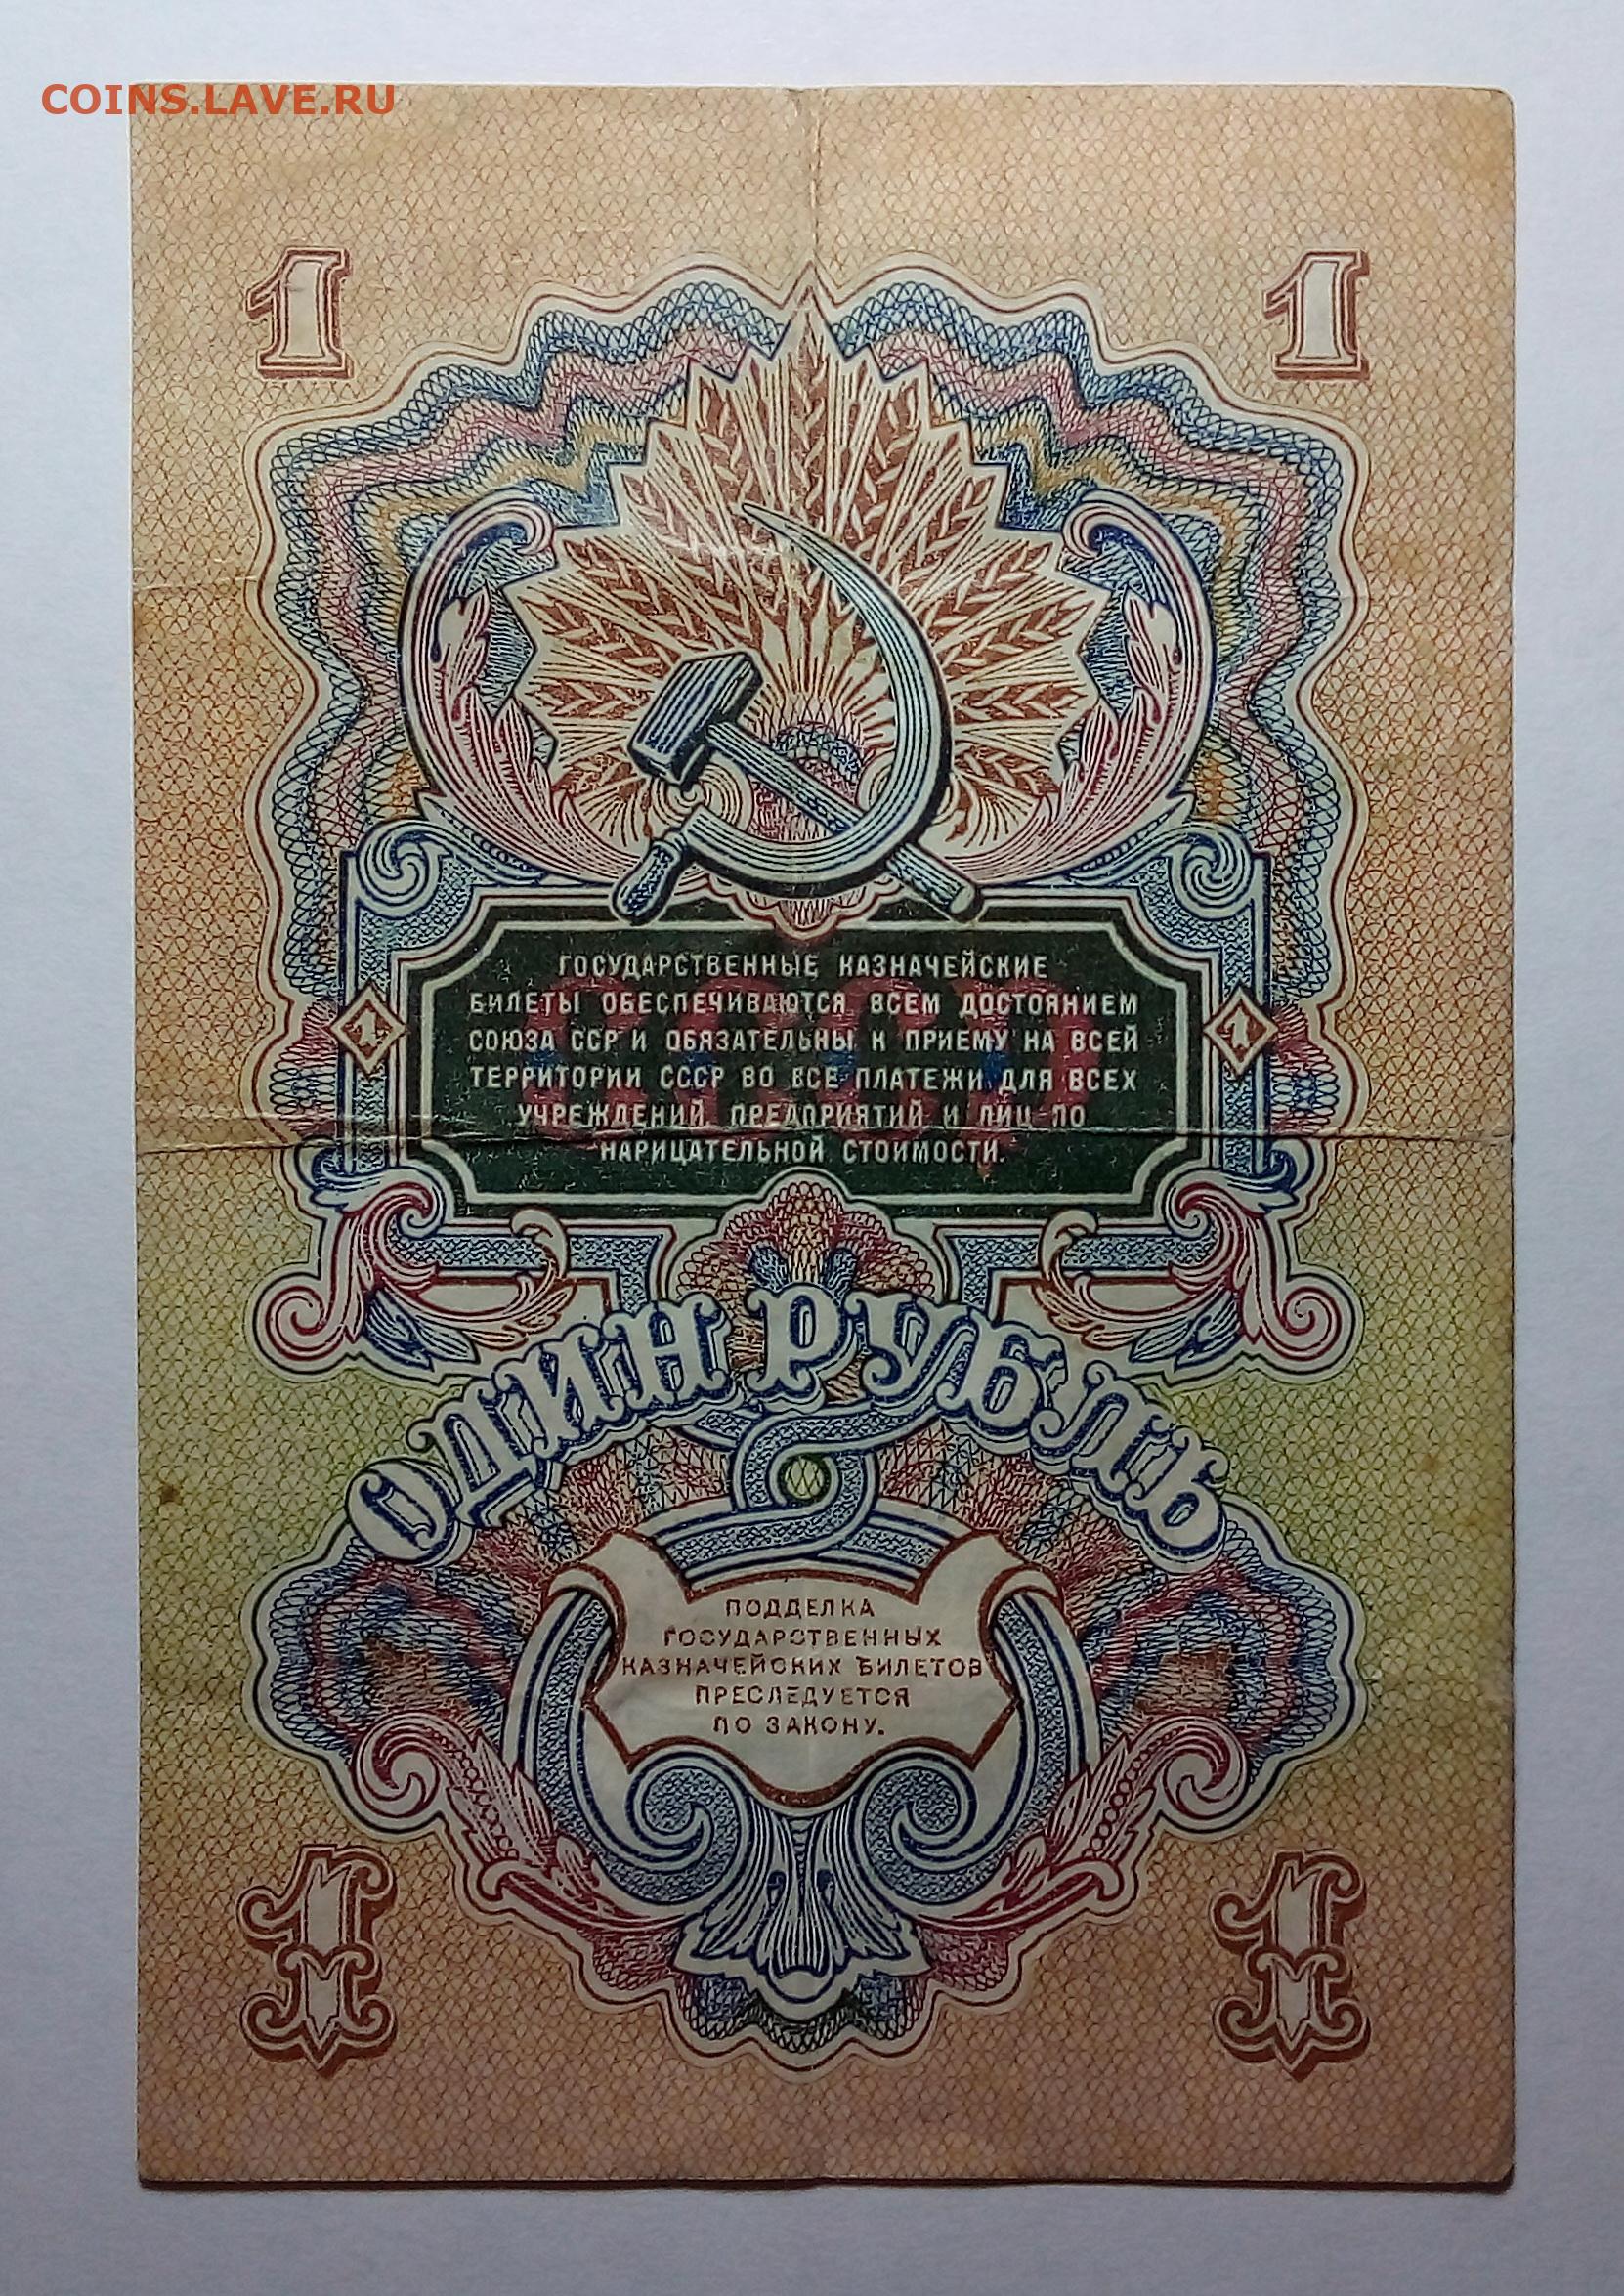 COINS.LAVE.RU
1 1
ГОСУДАРСТВЕННЫЕ КАЗНАЧЕЙСКИЕ
БИЛЕТЫ ОБЕСПЕЧИВАЮТСЯ ВСЕМ ДОСТОЯНИЕМ
СОЮЗА ССР И ОБЯЗАТЕЛЬНЫ К ПРИЕМУ НА ВСЕЙ
1 ТЕРРИТОРИИ СССР ВО ВСЕ ПЛАТЕЖИ ДЛЯ ВСЕХ 1
УЧРЕЖДЕНИЙ, ПРЕДПРИЯТИЙ И ЛИЦ ПО
НАРИЦАТЕЛЬНОЙ СТОИМОСТИ.
СССР
ОДИН РУБЛЬ
ПОДДЕЛКА
ГОСУДАРСТВЕННЫХ
КАЗНАЧЕЙСКИХ БИЛЕТОВ
ПРЕСЛЕДУЕТСЯ
ПО ЗАКОНУ.
1 1